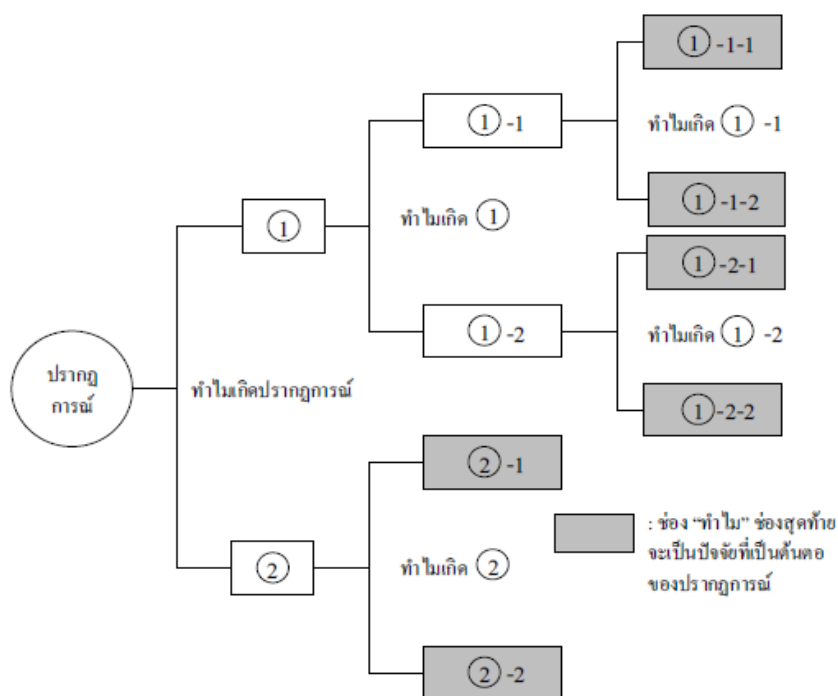 ① -1-1
① -1
ทำไมเกิด ① -1
① -1-2
①
ทำไมเกิด ①
① -2-1
① -2
ทำไมเกิด ① -2
ปรากฏ
การณ์
ทำไมเกิดปรากฏการณ์
① -2-2
② -1
: ช่อง “ทำไม” ช่องสุดท้าย
จะเป็นปัจจัยที่เป็นต้นตอ
ของปรากฏการณ์
②
ทำไมเกิด ②
② -2